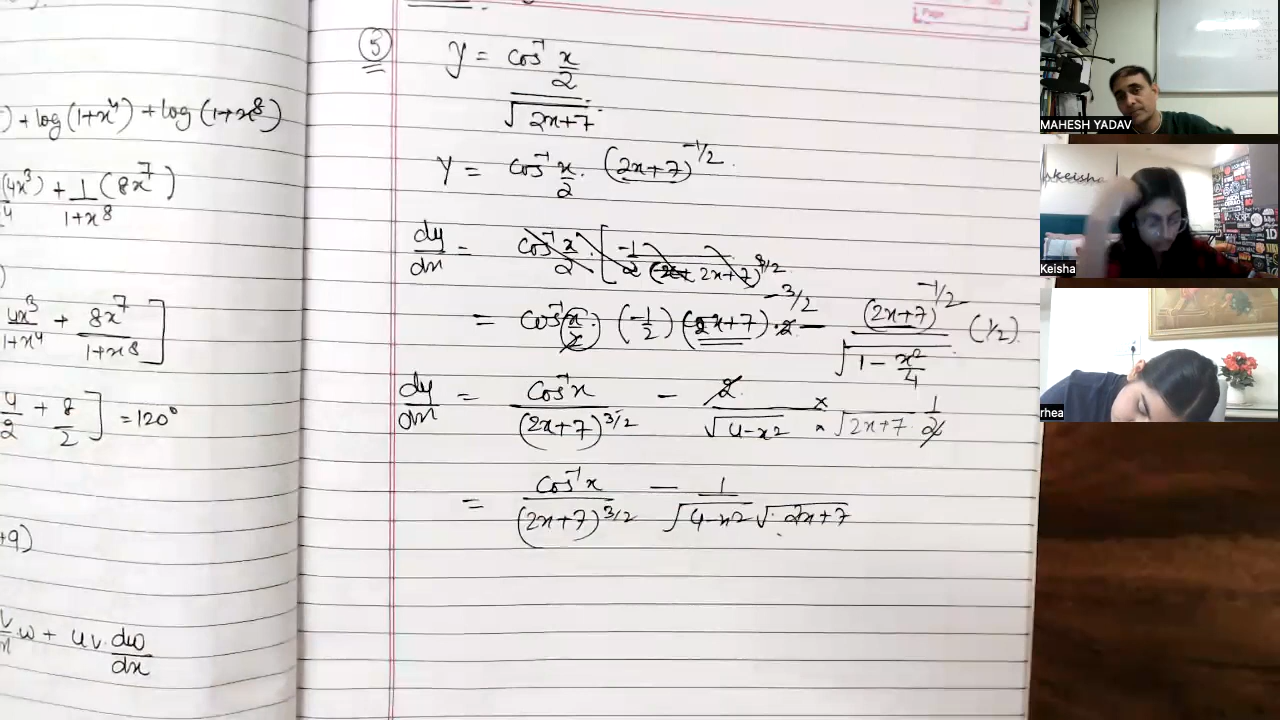 ) + log (1+x⁴) + log (1+x⁸)
(4x³) + 1/(1+x⁸) (8x⁷)
4x³/(1+x⁴) + 8x⁷/(1+x⁸) ]
4/2 + 8/2 ] = 120°
+9)
.w + uv. dw/dx
Page
③ y = cos⁻¹ x/2 / √(2x+7).
y = cos⁻¹ x/2 . (2x+7)^(-1/2).
dy/dx = cos⁻¹ x/2 . [ -1/2 (2x+7)^(3/2)
= cos⁻¹ (x/2). (-1/2) (2x+7)^(-3/2) .2 - (2x+7)^(-1/2) / √(1 - x²/4) (1/2).
dy/dx = cos⁻¹x / (2x+7)^(3/2) - 2 / √(4-x²) × √(2x+7) 1/2
= cos⁻¹x / (2x+7)^(3/2) - 1 / √(4-x²) √(2x+7)
MAHESH YADAV
keisha
Keisha
rhea